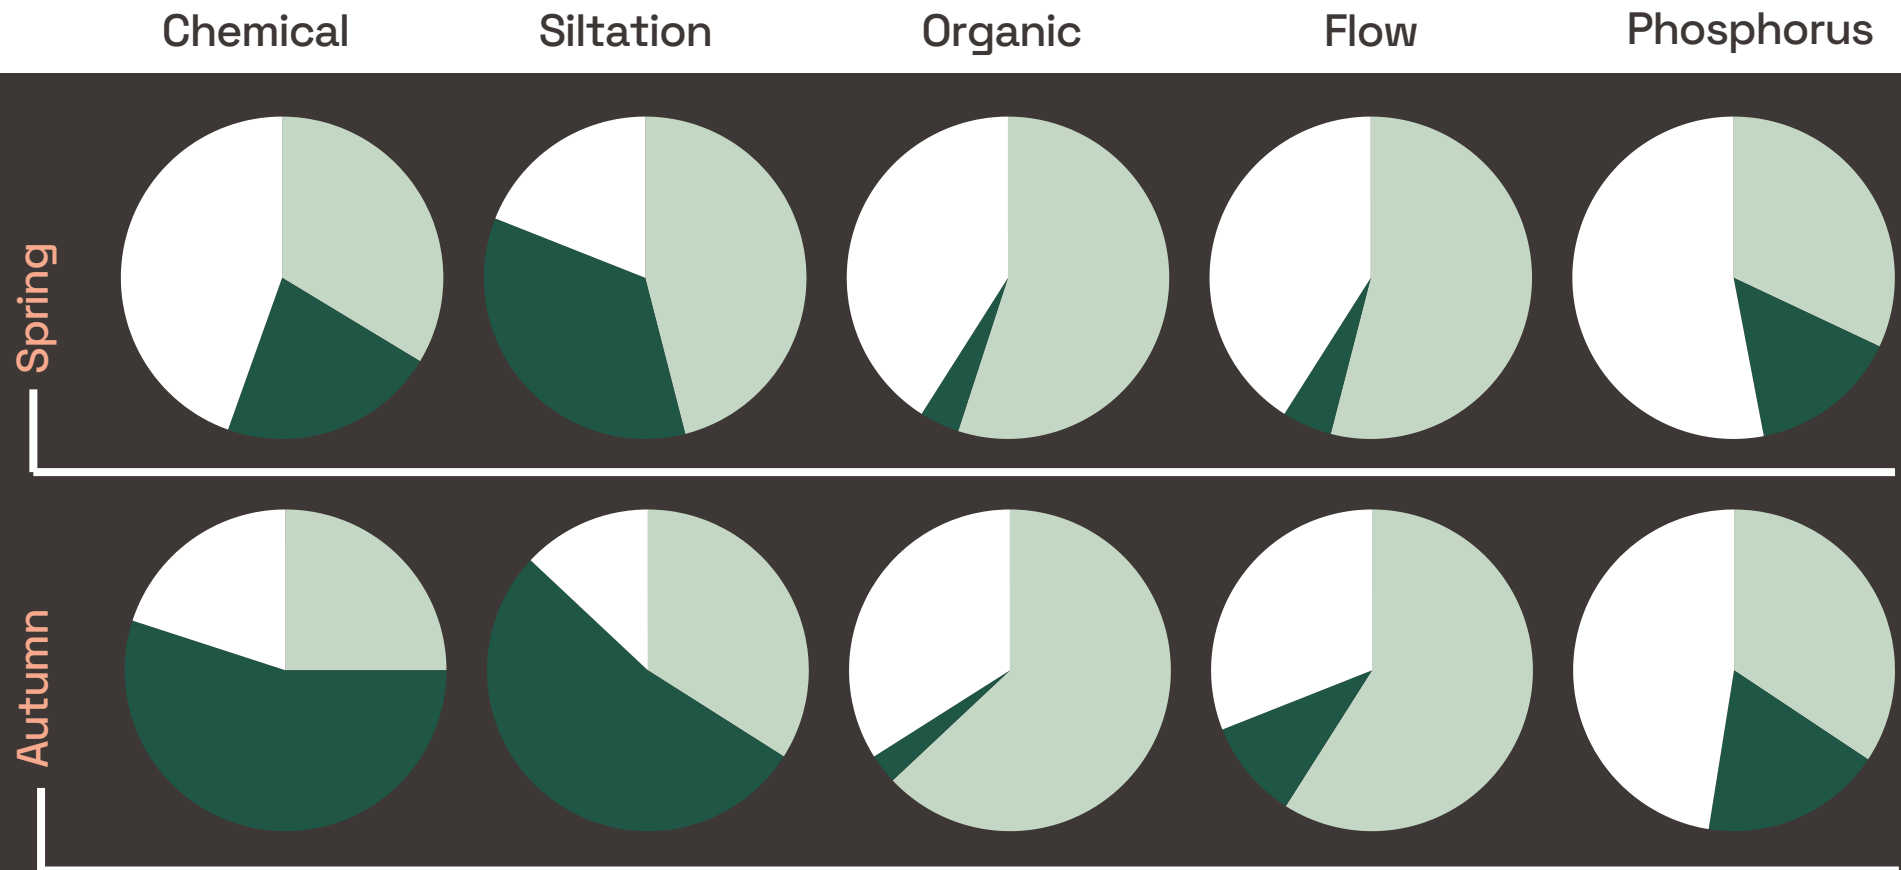 Chemical
Siltation
Organic
Flow
Phosphorus
Spring
Autumn